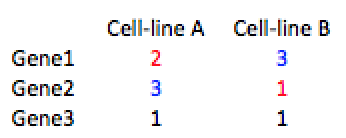 Cell-line A Cell-line B
Gene1 2 3
Gene2 3 1
Gene3 1 1